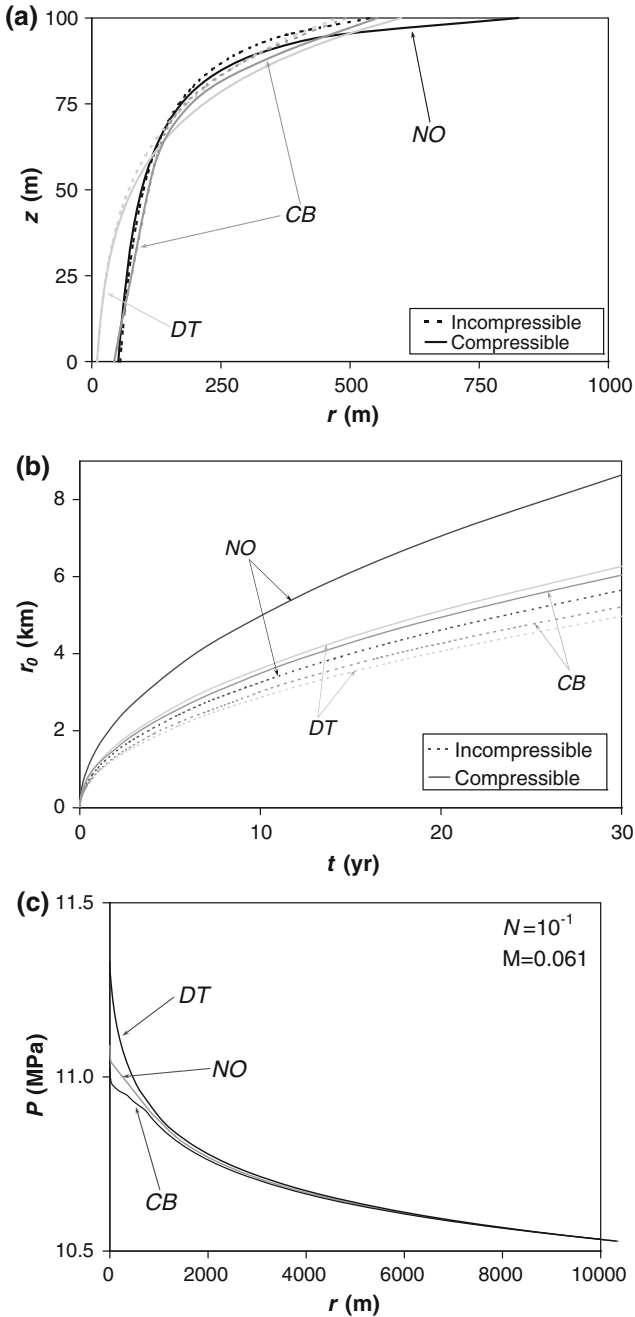 (a)
100
75
50
25
0
z (m)
NO
CB
DT
Incompressible
Compressible
0 250 500 750 1000
r (m)
(b)
8
6
4
2
0
r0 (km)
NO
CB
DT
Incompressible
Compressible
0 10 20 30
t (yr)
(c)
11.5
11.0
10.5
P (MPa)
N=10-1
M=0.061
DT
NO
CB
0 2000 4000 6000 8000 10000
r (m)